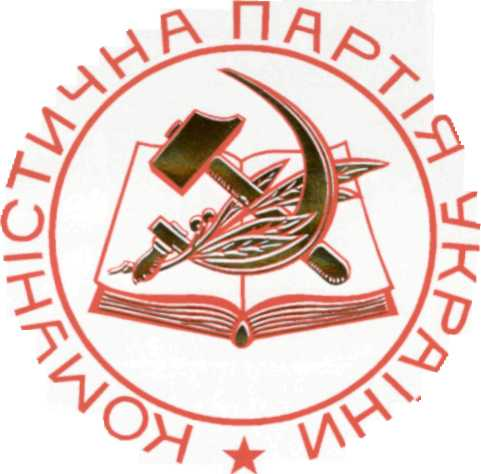 КОМУНІСТИЧНА ПАРТІЯ УКРАЇНИ